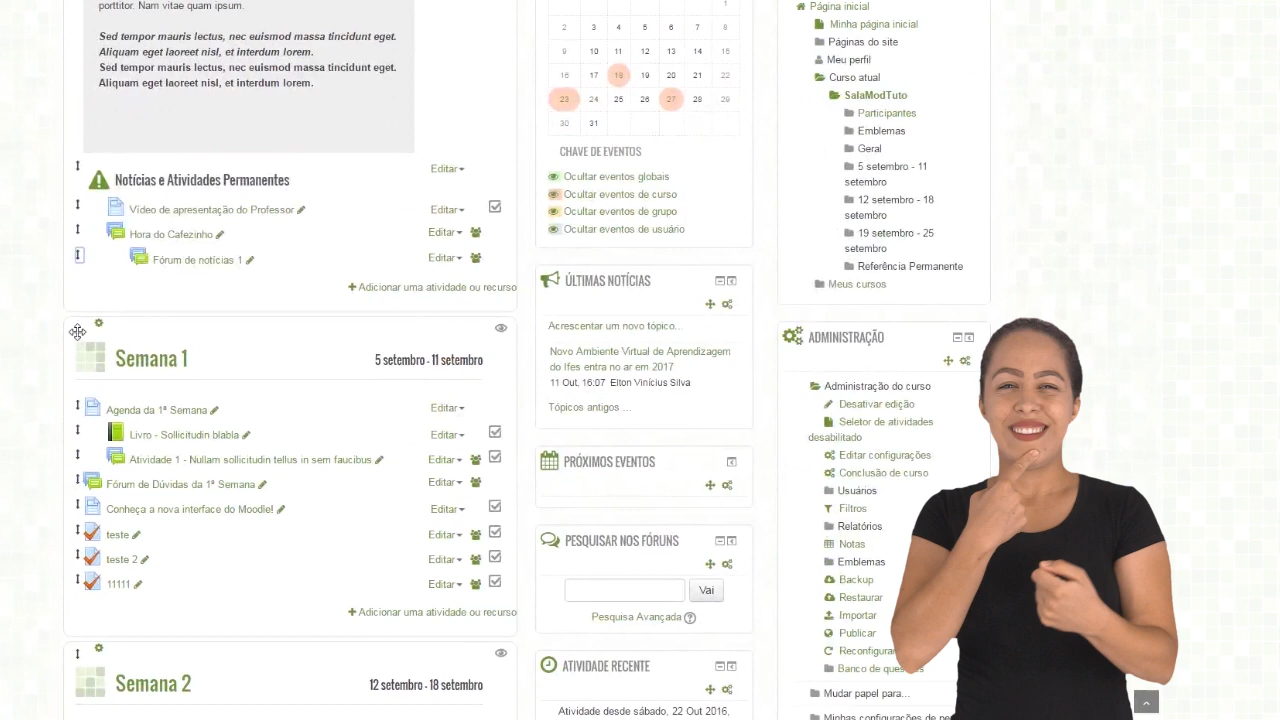 porttitor. Nam vitae quam ipsum.
Sed tempor mauris lectus, nec euismod massa tincidunt eget.
Aliquam eget laoreet nisl, et interdum lorem.
Sed tempor mauris lectus, nec euismod massa tincidunt eget.
Aliquam eget laoreet nisl, et interdum lorem.
Notícias e Atividades Permanentes
Editar
Vídeo de apresentação do Professor
Editar
Hora do Cafezinho
Editar
Fórum de notícias 1
Editar
Adicionar uma atividade ou recurso
Semana 1
5 setembro - 11 setembro
Agenda da 1ª Semana
Editar
Livro - Sollicitudin blabla
Editar
Atividade 1 - Nullam sollicitudin tellus in sem faucibus
Editar
Fórum de Dúvidas da 1ª Semana
Editar
Conheça a nova interface do Moodle!
Editar
teste
Editar
teste 2
Editar
11111
Editar
Adicionar uma atividade ou recurso
Semana 2
12 setembro - 18 setembro
1
2 3 4 5 6 7 8
9 10 11 12 13 14 15
16 17 18 19 20 21 22
23 24 25 26 27 28 29
30 31
CHAVE DE EVENTOS
Ocultar eventos globais
Ocultar eventos de curso
Ocultar eventos de grupo
Ocultar eventos de usuário
ÚLTIMAS NOTÍCIAS
Acrescentar um novo tópico...
Novo Ambiente Virtual de Aprendizagem
do Ifes entra no ar em 2017
11 Out, 16:07 Elton Vinícius Silva
Tópicos antigos ...
PRÓXIMOS EVENTOS
PESQUISAR NOS FÓRUNS
Vai
Pesquisa Avançada
ATIVIDADE RECENTE
Atividade desde sábado, 22 Out 2016,
Página inicial
Minha página inicial
Páginas do site
Meu perfil
Curso atual
SalaModTuto
Participantes
Emblemas
Geral
5 setembro - 11
setembro
12 setembro - 18
setembro
19 setembro - 25
setembro
Referência Permanente
Meus cursos
ADMINISTRAÇÃO
Administração do curso
Desativar edição
Seletor de atividades
desabilitado
Editar configurações
Conclusão de curso
Usuários
Filtros
Relatórios
Notas
Emblemas
Backup
Restaurar
Importar
Publicar
Reconfigurar
Banco de
Mudar papel para...
Minhas configurações de